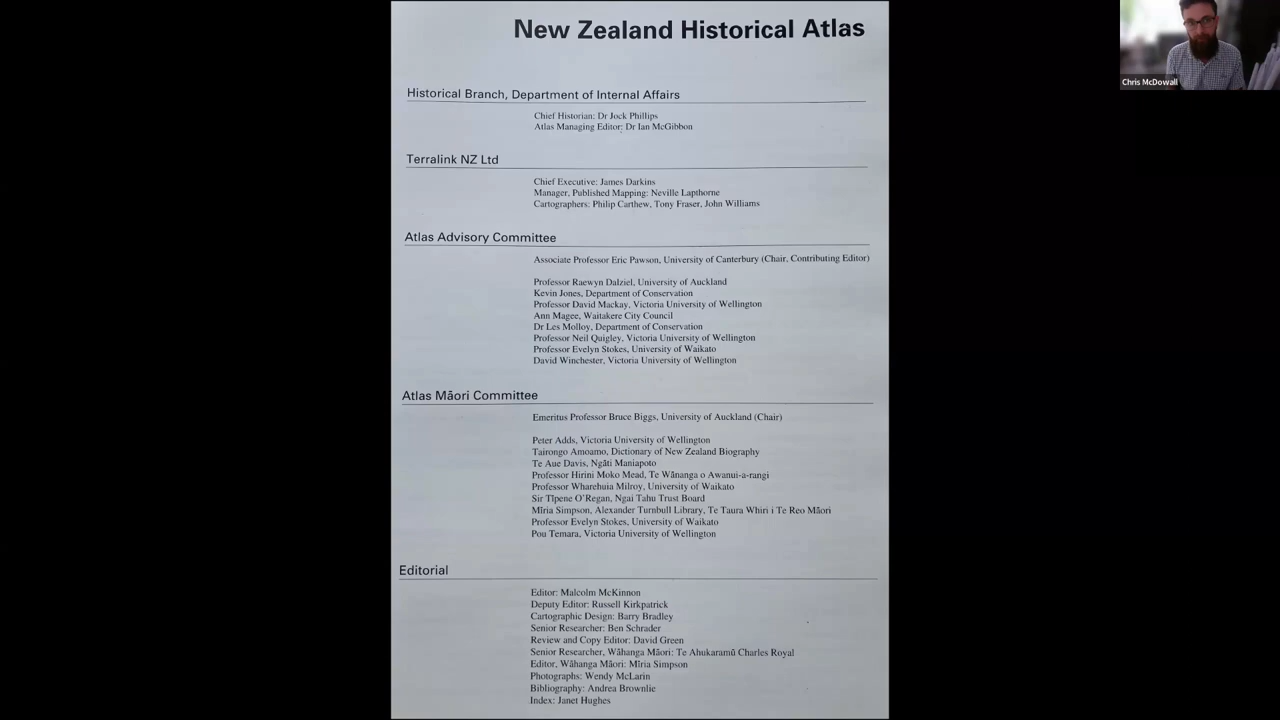 New Zealand Historical Atlas
Chris McDowall
Historical Branch, Department of Internal Affairs
Chief Historian: Dr Jock Phillips
Atlas Managing Editor: Dr Ian McGibbon
Terralink NZ Ltd
Chief Executive: James Darkins
Manager, Published Mapping: Neville Lapthorne
Cartographers: Philip Carthew, Tony Fraser, John Williams
Atlas Advisory Committee
Associate Professor Eric Pawson, University of Canterbury (Chair, Contributing Editor)
Professor Raewyn Dalziel, University of Auckland
Kevin Jones, Department of Conservation
Professor David Mackay, Victoria University of Wellington
Ann Magee, Waitakere City Council
Dr Les Molloy, Department of Conservation
Professor Neil Quigley, Victoria University of Wellington
Professor Evelyn Stokes, University of Waikato
David Winchester, Victoria University of Wellington
Atlas Māori Committee
Emeritus Professor Bruce Biggs, University of Auckland (Chair)
Peter Adds, Victoria University of Wellington
Tairongo Amoamo, Dictionary of New Zealand Biography
Te Aue Davis, Ngāti Maniapoto
Professor Hirini Moko Mead, Te Wānanga o Awanui-a-rangi
Professor Wharehuia Milroy, University of Waikato
Sir Tīpene O'Regan, Ngai Tahu Trust Board
Mīria Simpson, Alexander Turnbull Library, Te Taura Whiri i Te Reo Māori
Professor Evelyn Stokes, University of Waikato
Pou Temara, Victoria University of Wellington
Editorial
Editor: Malcolm McKinnon
Deputy Editor: Russell Kirkpatrick
Cartographic Design: Barry Bradley
Senior Researcher: Ben Schrader
Review and Copy Editor: David Green
Senior Researcher, Wāhanga Māori: Te Ahukaramū Charles Royal
Editor, Wāhanga Māori: Mīria Simpson
Photographs: Wendy McLarin
Bibliography: Andrea Brownlie
Index: Janet Hughes